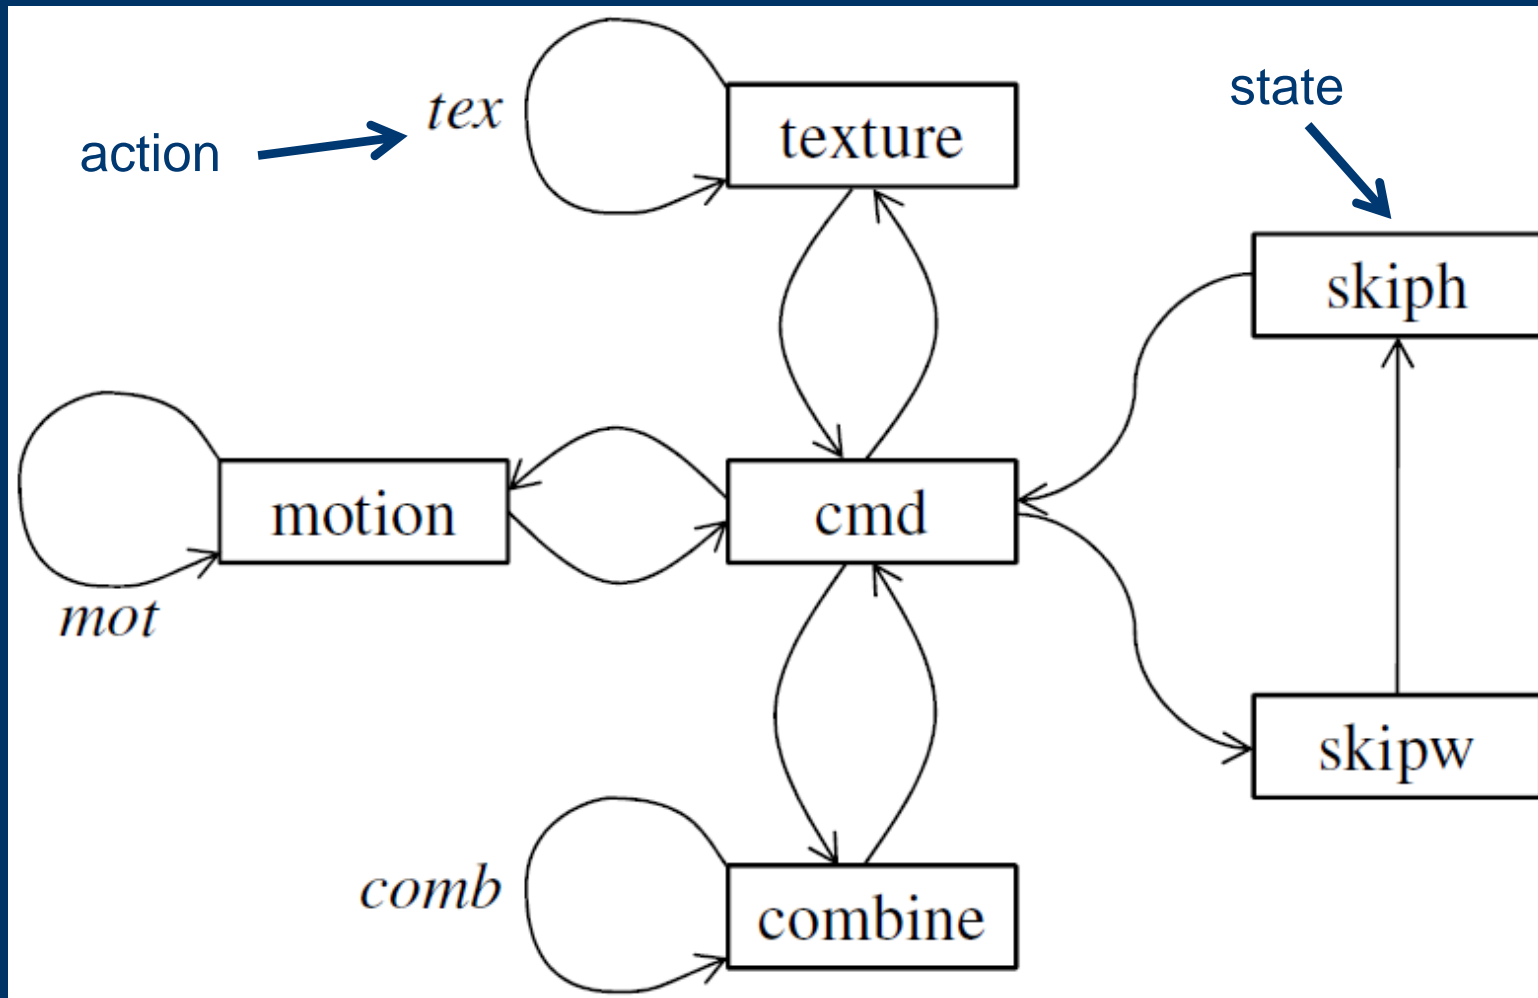 tex
texture
state
action
skiph
motion
cmd
mot
skipw
comb
combine